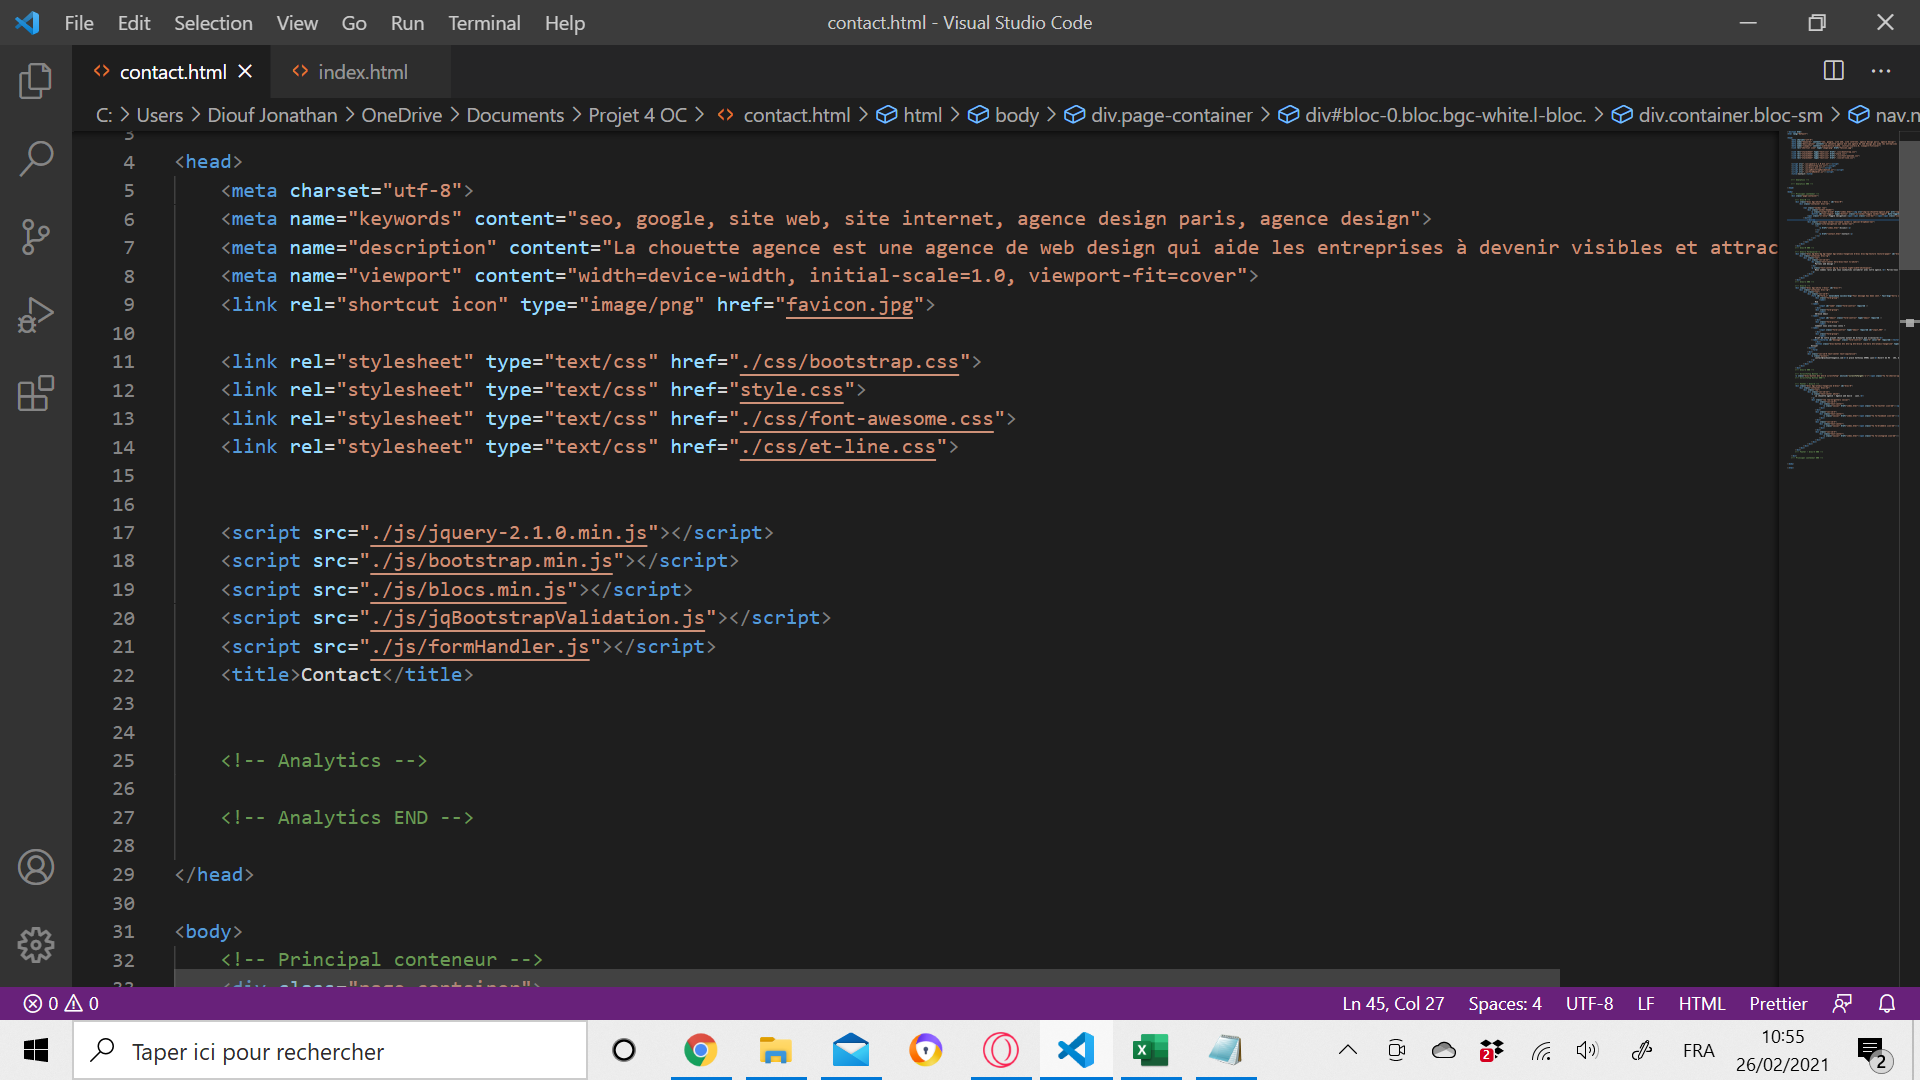 File Edit Selection View Go Run Terminal Help contact.html - Visual Studio Code
contact.html index.html
C: Users Diouf Jonathan OneDrive Documents Projet 4 OC contact.html html body div.page-container div#bloc-0.bloc.bgc-white.l-bloc. div.container.bloc-sm nav.n
3
4 <head>
5 <meta charset="utf-8">
6 <meta name="keywords" content="seo, google, site web, site internet, agence design paris, agence design">
7 <meta name="description" content="La chouette agence est une agence de web design qui aide les entreprises à devenir visibles et attrac
8 <meta name="viewport" content="width=device-width, initial-scale=1.0, viewport-fit=cover">
9 <link rel="shortcut icon" type="image/png" href="favicon.jpg">
10
11 <link rel="stylesheet" type="text/css" href="./css/bootstrap.css">
12 <link rel="stylesheet" type="text/css" href="style.css">
13 <link rel="stylesheet" type="text/css" href="./css/font-awesome.css">
14 <link rel="stylesheet" type="text/css" href="./css/et-line.css">
15
16
17 <script src="./js/jquery-2.1.0.min.js"></script>
18 <script src="./js/bootstrap.min.js"></script>
19 <script src="./js/blocs.min.js"></script>
20 <script src="./js/jqBootstrapValidation.js"></script>
21 <script src="./js/formHandler.js"></script>
22 <title>Contact</title>
23
24
25 <!-- Analytics -->
26
27 <!-- Analytics END -->
28
29 </head>
30
31 <body>
32 <!-- Principal conteneur -->
33 <div class="page-container">
0 0 Ln 45, Col 27 Spaces: 4 UTF-8 LF HTML Prettier
Taper ici pour rechercher 2 FRA 10:55 26/02/2021 2